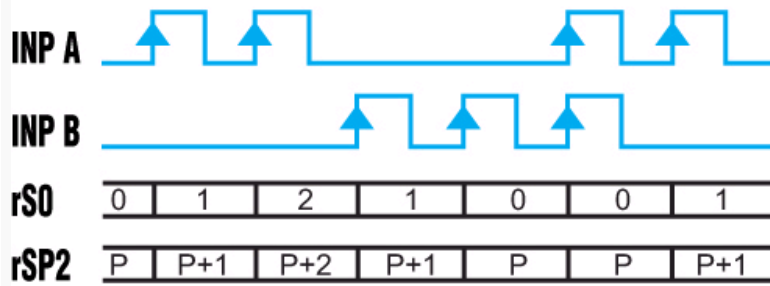 INP A
INP B
rS0 0 1 2 1 0 0 1
rSP2 P P+1 P+2 P+1 P P P+1